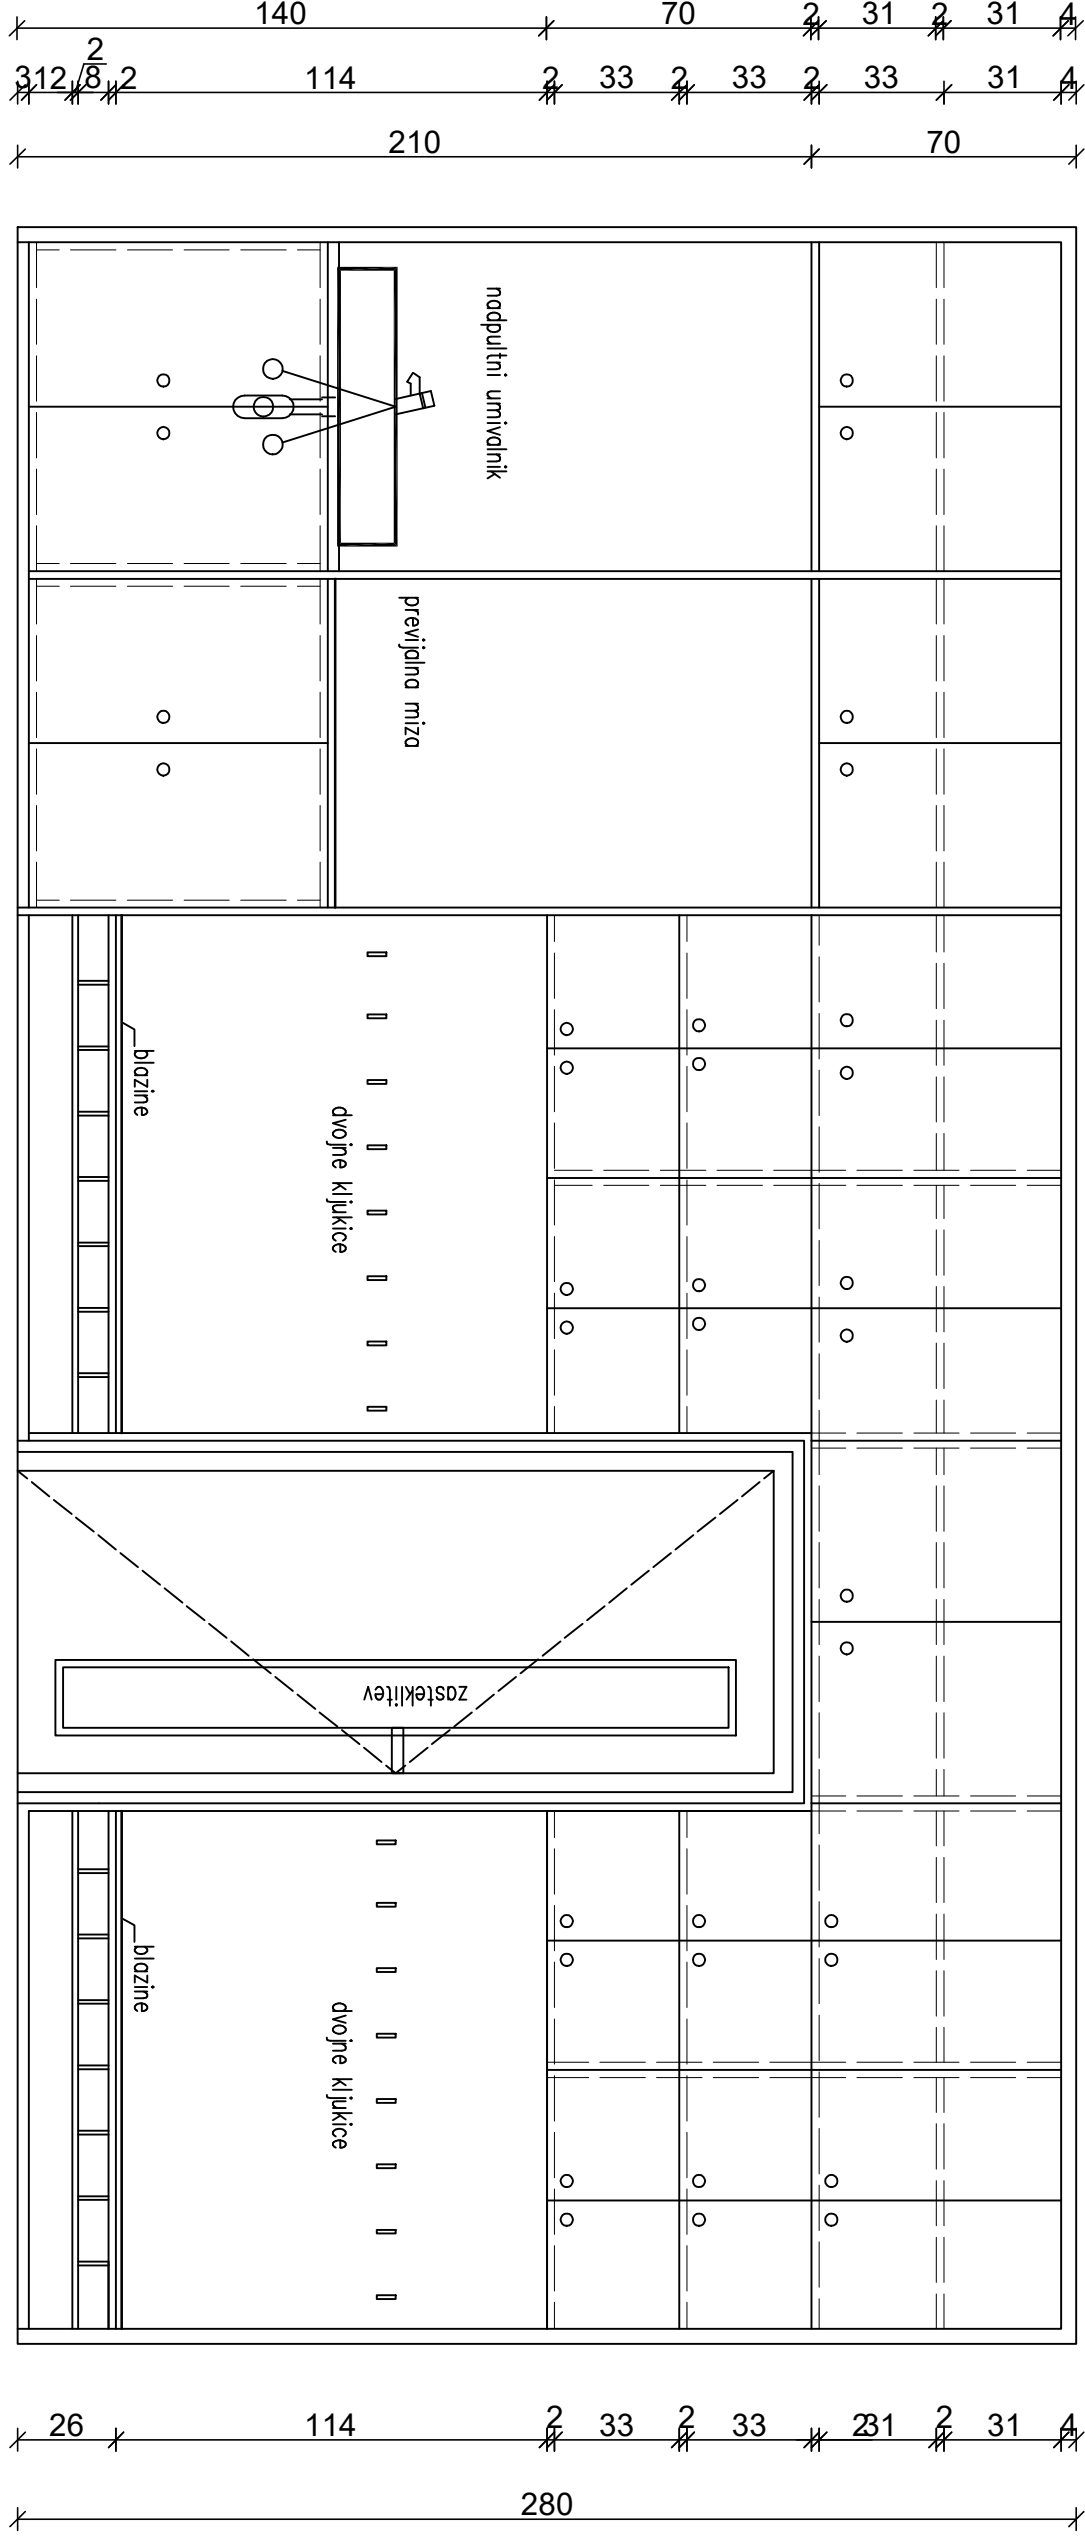 140 70 2 31 2 31 4
2
3 12 8 2 114 2 33 2 33 2 33 31 4
210 70
nadpultni umivalnik
previjalna miza
blazine
dvojne kljukice
zasteklitev
blazine
dvojne kljukice
26 114 2 33 2 33 2 31 2 31 4
280